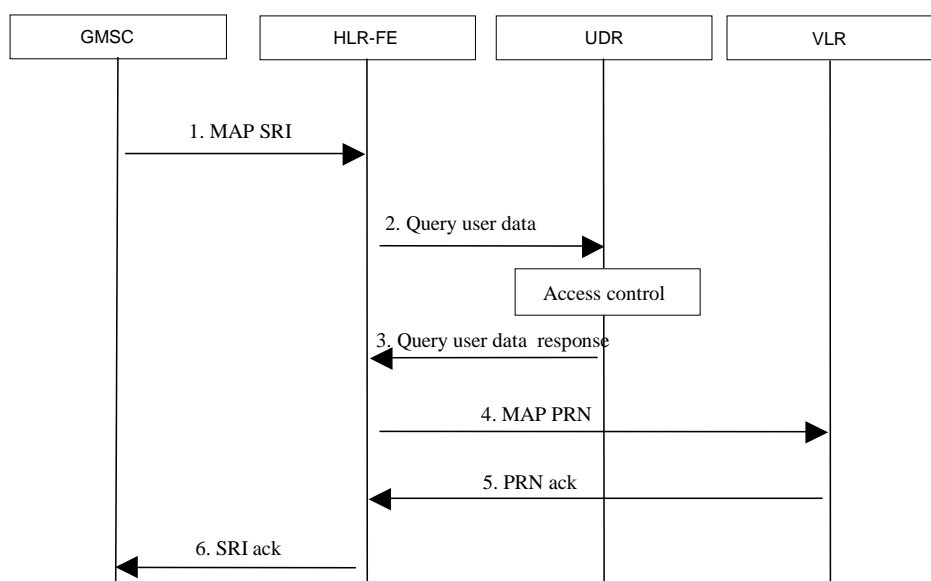 GMSC
HLR-FE
UDR
VLR
1. MAP SRI
2. Query user data
Access control
3. Query user data response
4. MAP PRN
5. PRN ack
6. SRI ack